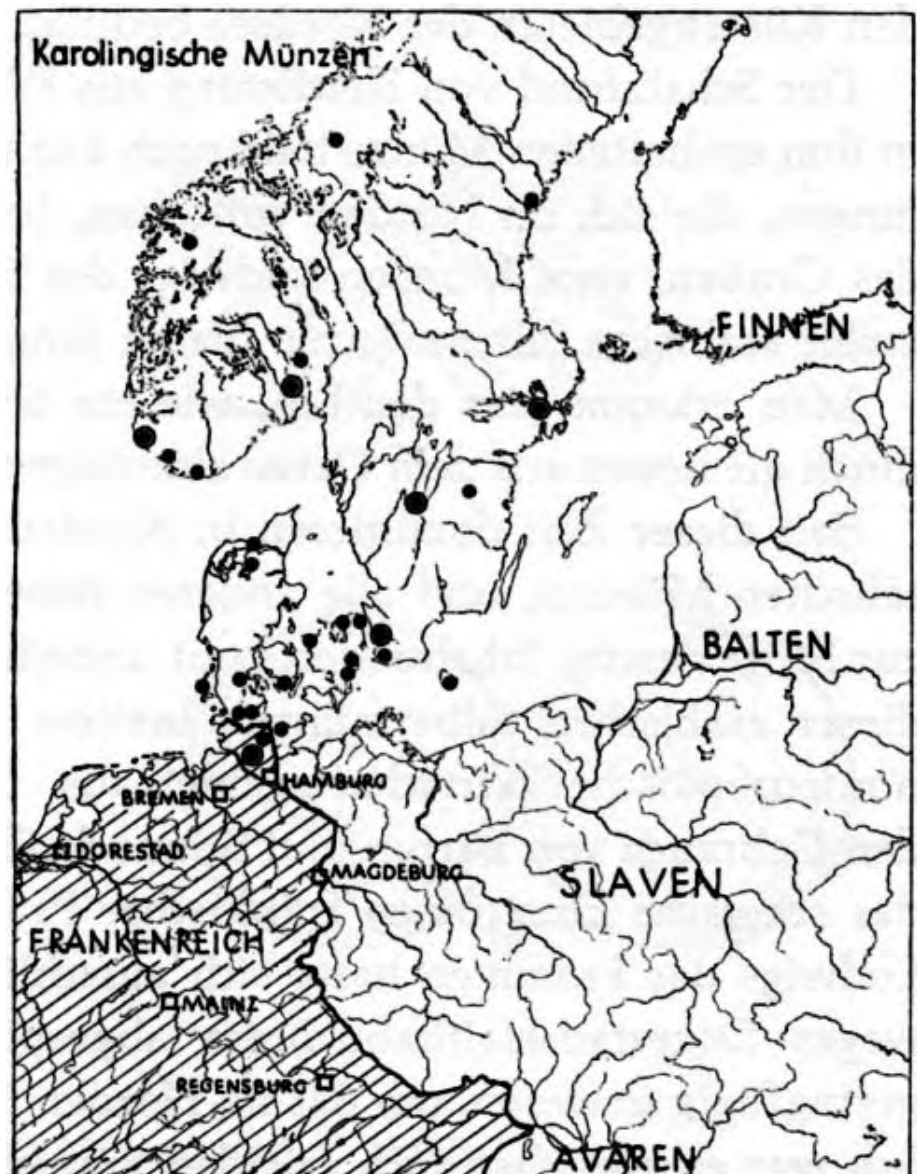 Karolingische Münzen
FINNEN
BALTEN
HAMBURG
BREMEN
DORESTAD
MAGDEBURG
SLAVEN
FRANKENREICH
MAINZ
REGENSBURG
AVAREN